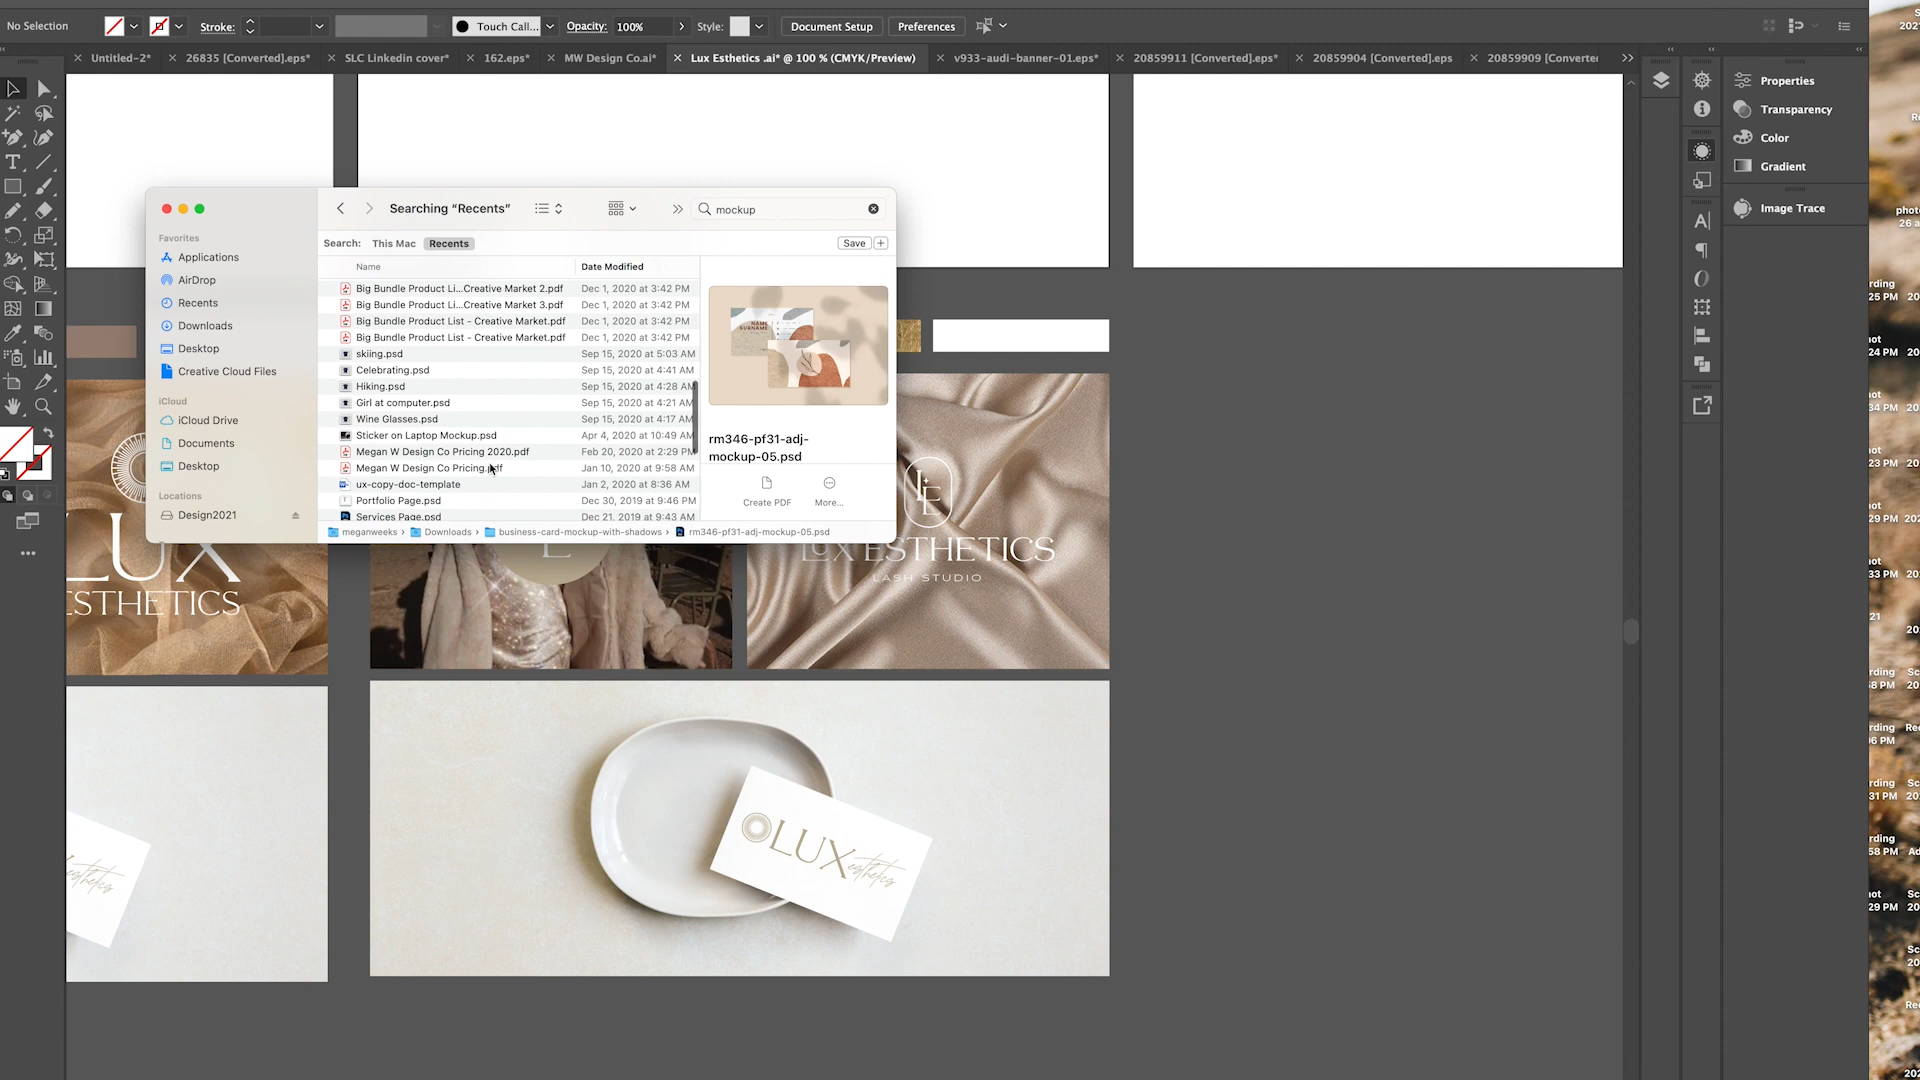 No Selection
Stroke:
Touch Call...
Opacity:
100%
Style:
Document Setup
Preferences
Untitled-2*
26835 [Converted].eps*
SLC Linkedin cover*
162.eps*
MW Design Co.ai*
Lux Esthetics .ai* @ 100 % (CMYK/Preview)
v933-audi-banner-01.eps*
20859911 [Converted].eps*
20859904 [Converted].eps
20859909 [Converte
Properties
Transparency
Color
Gradient
Image Trace
Searching “Recents”
mockup
Search:
This Mac
Recents
Save
Favorites
Applications
AirDrop
Recents
Downloads
Desktop
Creative Cloud Files
iCloud
iCloud Drive
Documents
Desktop
Locations
Design2021
Name
Date Modified
Big Bundle Product Li...Creative Market 2.pdf Dec 1, 2020 at 3:42 PM
Big Bundle Product Li...Creative Market 3.pdf Dec 1, 2020 at 3:42 PM
Big Bundle Product List - Creative Market.pdf Dec 1, 2020 at 3:42 PM
Big Bundle Product List - Creative Market.pdf Dec 1, 2020 at 3:42 PM
skiing.psd Sep 15, 2020 at 5:03 AM
Celebrating.psd Sep 15, 2020 at 4:41 AM
Hiking.psd Sep 15, 2020 at 4:28 AM
Girl at computer.psd Sep 15, 2020 at 4:21 AM
Wine Glasses.psd Sep 15, 2020 at 4:17 AM
Sticker on Laptop Mockup.psd Apr 4, 2020 at 10:49 AM
Megan W Design Co Pricing 2020.pdf Feb 20, 2020 at 2:29 PM
Megan W Design Co Pricing.pdf Jan 10, 2020 at 9:58 AM
ux-copy-doc-template Jan 2, 2020 at 8:36 AM
Portfolio Page.psd Dec 30, 2019 at 9:46 PM
Services Page.psd Dec 21, 2019 at 9:43 AM
NAME
SURNAME
rm346-pf31-adj-
mockup-05.psd
Create PDF
More...
meganweeks
Downloads
business-card-mockup-with-shadows
rm346-pf31-adj-mockup-05.psd
LUX
ESTHETICS
LE
LUX ESTHETICS
LASH STUDIO
esthetics
LUX esthetics